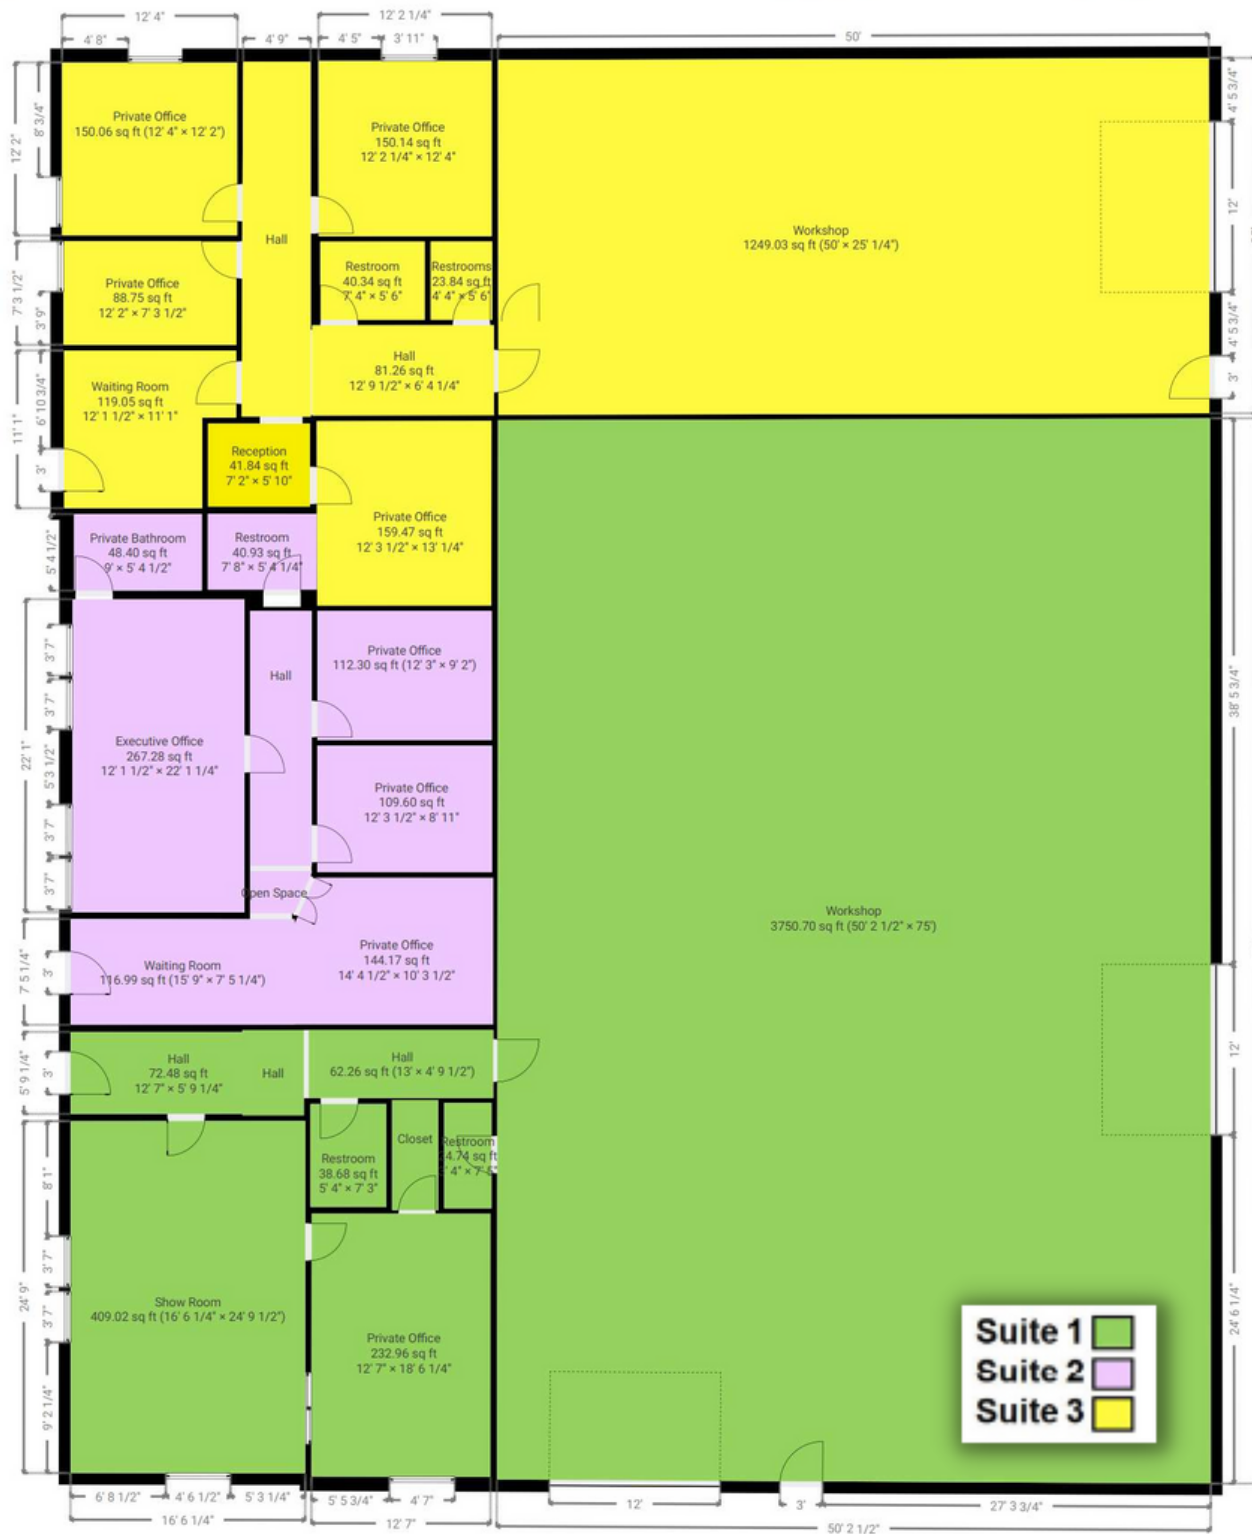 12' 4"
12' 2 1/4"
4' 8"
4' 9"
4' 5"
3' 11"
50'
Private Office
150.06 sq ft (12' 4" × 12' 2")
Private Office
150.14 sq ft
12' 2 1/4" × 12' 4"
8' 3/4"
12' 2"
4' 5 3/4"
12'
4' 5 3/4"
3'
Hall
Workshop
1249.03 sq ft (50' × 25' 1/4")
Private Office
88.75 sq ft
12' 2" × 7' 3 1/2"
7' 3 1/2"
3' 9"
Restroom
40.34 sq ft
7' 4" × 5' 6"
Restrooms
23.84 sq ft
4' 4" × 5' 6"
Hall
81.26 sq ft
12' 9 1/2" × 6' 4 1/4"
Waiting Room
119.05 sq ft
12' 1 1/2" × 11' 1"
6' 10 3/4"
11' 1"
3'
Reception
41.84 sq ft
7' 2" × 5' 10"
Private Office
159.47 sq ft
12' 3 1/2" × 13' 1/4"
Private Bathroom
48.40 sq ft
9' × 5' 4 1/2"
5' 4 1/2"
Restroom
40.93 sq ft
7' 8" × 5' 4 1/4"
Private Office
112.30 sq ft (12' 3" × 9' 2")
Hall
3' 7"
3' 7"
5' 3 1/2"
3' 7"
3' 7"
22' 1"
38' 5 3/4"
Executive Office
267.28 sq ft
12' 1 1/2" × 22' 1 1/4"
Private Office
109.60 sq ft
12' 3 1/2" × 8' 11"
Open Space
Workshop
3750.70 sq ft (50' 2 1/2" × 75')
Private Office
144.17 sq ft
14' 4 1/2" × 10' 3 1/2"
Waiting Room
116.99 sq ft (15' 9" × 7' 5 1/4")
7' 5 1/4"
3'
12'
Hall
72.48 sq ft
12' 7" × 5' 9 1/4"
Hall
Hall
62.26 sq ft (13' × 4' 9 1/2")
5' 9 1/4"
3'
Closet
Restroom
38.68 sq ft
5' 4" × 7' 3"
Restroom
8' 1"
3' 7"
3' 7"
9' 2 1/4"
24' 9"
24' 6 1/4"
Show Room
409.02 sq ft (16' 6 1/4" × 24' 9 1/2")
Private Office
232.96 sq ft
12' 7" × 18' 6 1/4"
Suite 1
Suite 2
Suite 3
6' 8 1/2"
4' 6 1/2"
5' 3 1/4"
5' 5 3/4"
4' 7"
12'
3'
27' 3 3/4"
16' 6 1/4"
12' 7"
50' 2 1/2"